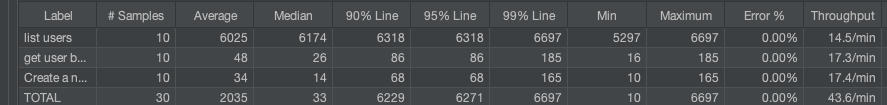 Label # Samples Average Median 90% Line 95% Line 99% Line Min Maximum Error % Throughput
list users 10 6025 6174 6318 6318 6697 5297 6697 0.00% 14.5/min
get user b... 10 48 26 86 86 185 16 185 0.00% 17.3/min
Create a n... 10 34 14 68 68 165 10 165 0.00% 17.4/min
TOTAL 30 2035 33 6229 6271 6697 10 6697 0.00% 43.6/min